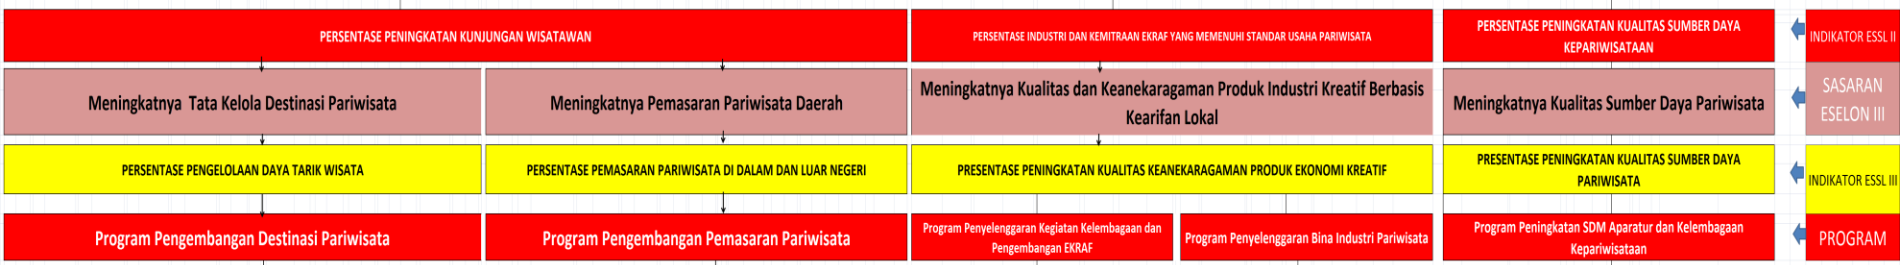 PERSENTASE PENINGKATAN KUNJUNGAN WISATAWAN
PERSENTASE INDUSTRI DAN KEMITRAAN EKRAF YANG MEMENUHI STANDAR USAHA PARIWISATA
PERSENTASE PENINGKATAN KUALITAS SUMBER DAYA
KEPARIWISATAAN
INDIKATOR ESSL II
Meningkatnya Tata Kelola Destinasi Pariwisata
Meningkatnya Pemasaran Pariwisata Daerah
Meningkatnya Kualitas dan Keanekaragaman Produk Industri Kreatif Berbasis
Kearifan Lokal
Meningkatnya Kualitas Sumber Daya Pariwisata
SASARAN
ESELON III
PERSENTASE PENGELOLAAN DAYA TARIK WISATA
PERSENTASE PEMASARAN PARIWISATA DI DALAM DAN LUAR NEGERI
PRESENTASE PENINGKATAN KUALITAS KEANEKARAGAMAN PRODUK EKONOMI KREATIF
PRESENTASE PENINGKATAN KUALITAS SUMBER DAYA
PARIWISATA
INDIKATOR ESSL III
Program Pengembangan Destinasi Pariwisata
Program Pengembangan Pemasaran Pariwisata
Program Penyelenggaran Kegiatan Kelembagaan dan
Pengembangan EKRAF
Program Penyelenggaran Bina Industri Pariwisata
Program Peningkatan SDM Aparatur dan Kelembagaan
Kepariwisataan
PROGRAM